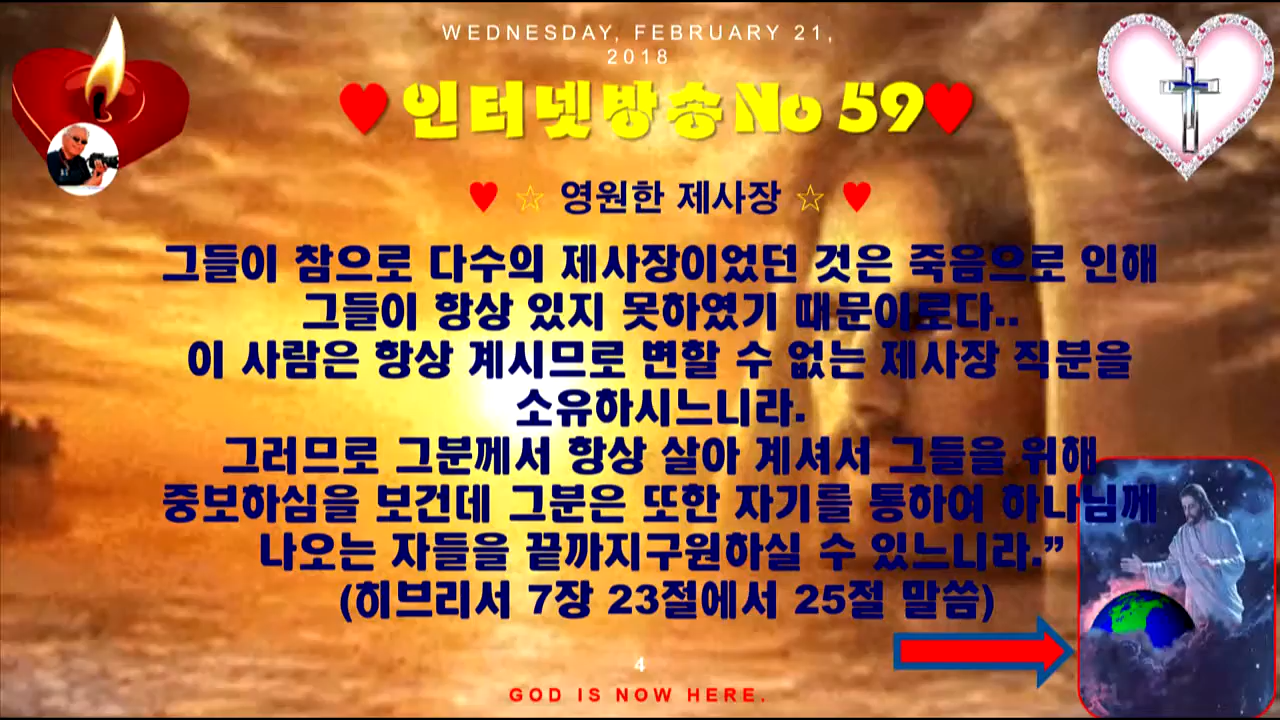 WEDNESDAY, FEBRUARY 21,
2018
♥ 인터넷방송No 59♥
♥ ☆ 영원한 제사장 ☆ ♥
그들이 참으로 다수의 제사장이었던 것은 죽음으로 인해
그들이 항상 있지 못하였기 때문이로다..
이 사람은 항상 계시므로 변할 수 없는 제사장 직분을
소유하시느니라.
그러므로 그분께서 항상 살아 계셔서 그들을 위해
중보하심을 보건데 그분은 또한 자기를 통하여 하나님께
나오는 자들을 끝까지구원하실 수 있느니라.”
(히브리서 7장 23절에서 25절 말씀)
4
GOD IS NOW HERE.